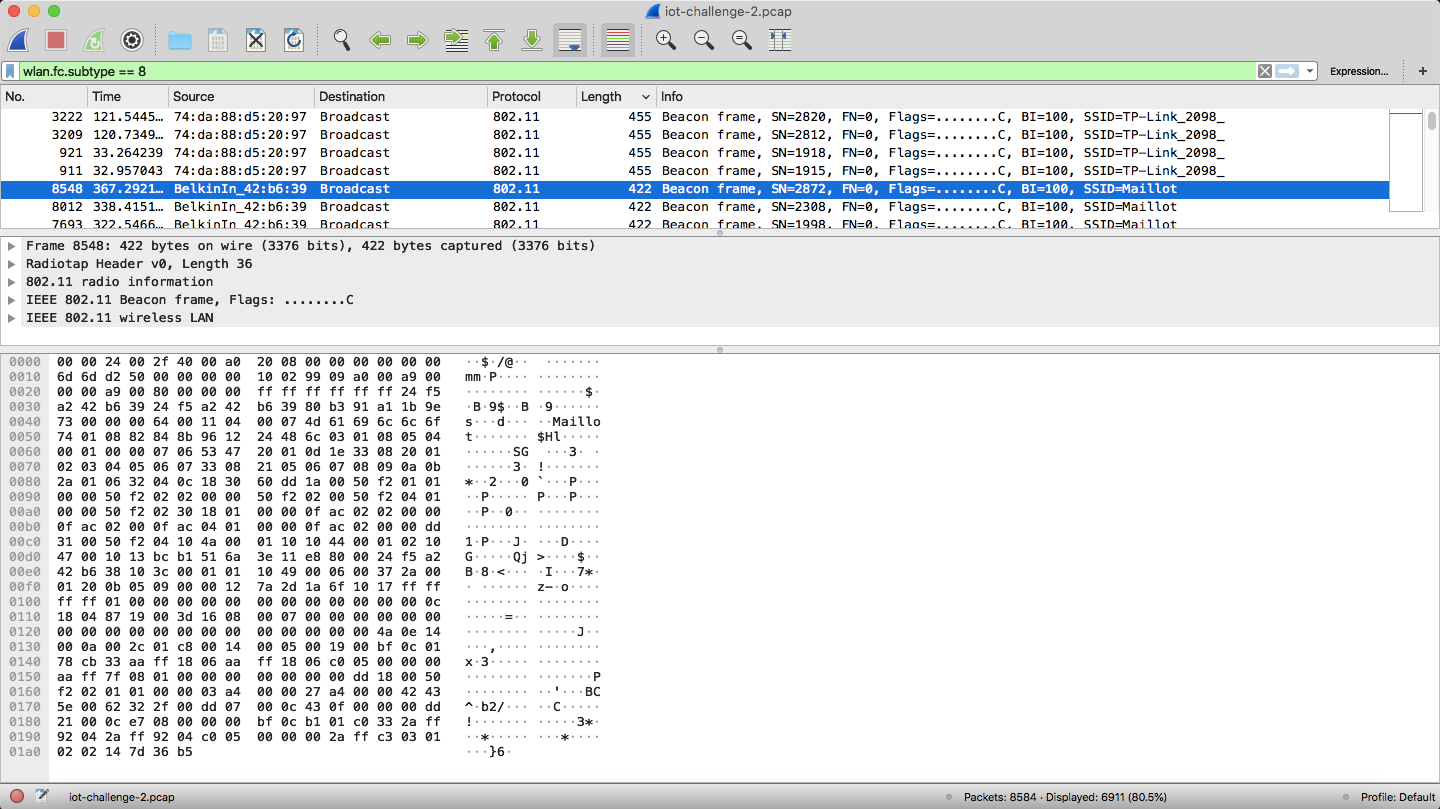 iot-challenge-2.pcap
wlan.fc.subtype == 8
Expression...
+
No. Time Source Destination Protocol Length Info
3222 121.5445… 74:da:88:d5:20:97 Broadcast 802.11 455 Beacon frame, SN=2820, FN=0, Flags=........C, BI=100, SSID=TP-Link_2098_
3209 120.7349… 74:da:88:d5:20:97 Broadcast 802.11 455 Beacon frame, SN=2812, FN=0, Flags=........C, BI=100, SSID=TP-Link_2098_
921 33.264239 74:da:88:d5:20:97 Broadcast 802.11 455 Beacon frame, SN=1918, FN=0, Flags=........C, BI=100, SSID=TP-Link_2098_
911 32.957043 74:da:88:d5:20:97 Broadcast 802.11 455 Beacon frame, SN=1915, FN=0, Flags=........C, BI=100, SSID=TP-Link_2098_
8548 367.2921… BelkinIn_42:b6:39 Broadcast 802.11 422 Beacon frame, SN=2872, FN=0, Flags=........C, BI=100, SSID=Maillot
8012 338.4151… BelkinIn_42:b6:39 Broadcast 802.11 422 Beacon frame, SN=2308, FN=0, Flags=........C, BI=100, SSID=Maillot
7693 322.5466… BelkinIn_42:b6:39 Broadcast 802.11 422 Beacon frame, SN=1998, FN=0, Flags=........C, BI=100, SSID=Maillot
Frame 8548: 422 bytes on wire (3376 bits), 422 bytes captured (3376 bits)
Radiotap Header v0, Length 36
802.11 radio information
IEEE 802.11 Beacon frame, Flags: ........C
IEEE 802.11 wireless LAN
0000 00 00 24 00 2f 40 00 a0 20 08 00 00 00 00 00 00 ··$·/@·· ·······
0010 6d 6d d2 50 00 00 00 00 10 02 99 09 a0 00 a9 00 mm·P···· ········
0020 00 00 a9 00 80 00 00 00 ff ff ff ff ff ff 24 f5 ········ ······$·
0030 a2 42 b6 39 24 f5 a2 42 b6 39 80 b3 91 a1 1b 9e ·B·9$··B ·9······
0040 73 00 00 00 64 00 11 04 00 07 4d 61 69 6c 6c 6f s···d··· ··Maillo
0050 74 01 08 82 84 8b 96 12 24 48 6c 03 01 08 05 04 t······· $Hl·····
0060 00 01 00 00 07 06 53 47 20 01 0d 1e 33 08 20 01 ······SG ···3· ·
0070 02 03 04 05 06 07 33 08 21 05 06 07 08 09 0a 0b ······3· !·······
0080 2a 01 06 32 04 0c 18 30 60 dd 1a 00 50 f2 01 01 *··2···0 `···P···
0090 00 00 50 f2 02 02 00 00 00 50 f2 02 00 50 f2 04 01 ··P····· P···P···
00a0 00 00 50 f2 02 30 18 01 00 00 0f ac 02 02 00 00 ··P··0·· ········
00b0 0f ac 02 00 0f ac 04 01 00 00 0f ac 02 00 00 dd ········ ········
00c0 31 00 50 f2 04 10 4a 00 01 10 10 44 00 01 02 10 1·P···J· ···D····
00d0 47 00 10 13 bc b1 51 6a 3e 11 e8 80 00 24 f5 a2 G·····Qj >····$··
00e0 42 b6 38 10 3c 00 01 01 10 49 00 06 00 37 2a 00 B·8·<··· ·I···7*·
00f0 01 20 0b 05 09 00 00 12 7a 2d 1a 6f 10 17 ff ff · ······ z-·o····
0100 ff ff 01 00 00 00 00 00 00 00 00 00 00 00 00 0c ········ ········
0110 18 04 87 19 00 3d 16 08 00 07 00 00 00 00 00 00 ·····=·· ········
0120 00 00 00 00 00 00 00 00 00 00 00 00 00 4a 0e 14 ········ ·····J··
0130 00 0a 00 2c 01 c8 00 14 00 05 00 19 00 bf 0c 01 ···,···· ········
0140 78 cb 33 aa ff 18 06 aa ff 18 06 c0 05 00 00 00 x·3····· ········
0150 aa ff 7f 08 01 00 00 00 00 00 00 00 dd 18 00 50 ········ ·······P
0160 f2 02 01 01 00 00 03 a4 00 00 27 a4 00 00 42 43 ········ ··'···BC
0170 5e 00 62 32 2f 00 dd 07 00 0c 43 0f 00 00 00 dd ^·b2/··· ··C·····
0180 21 00 0c e7 08 00 00 00 bf 0c b1 01 c0 33 2a ff !······· ·····3*·
0190 92 04 2a ff 92 04 c0 05 00 00 00 2a ff c3 03 01 ··*····· ···*····
01a0 02 02 14 7d 36 b5 ···}6·
iot-challenge-2.pcap
Packets: 8584 · Displayed: 6911 (80.5%)
Profile: Default